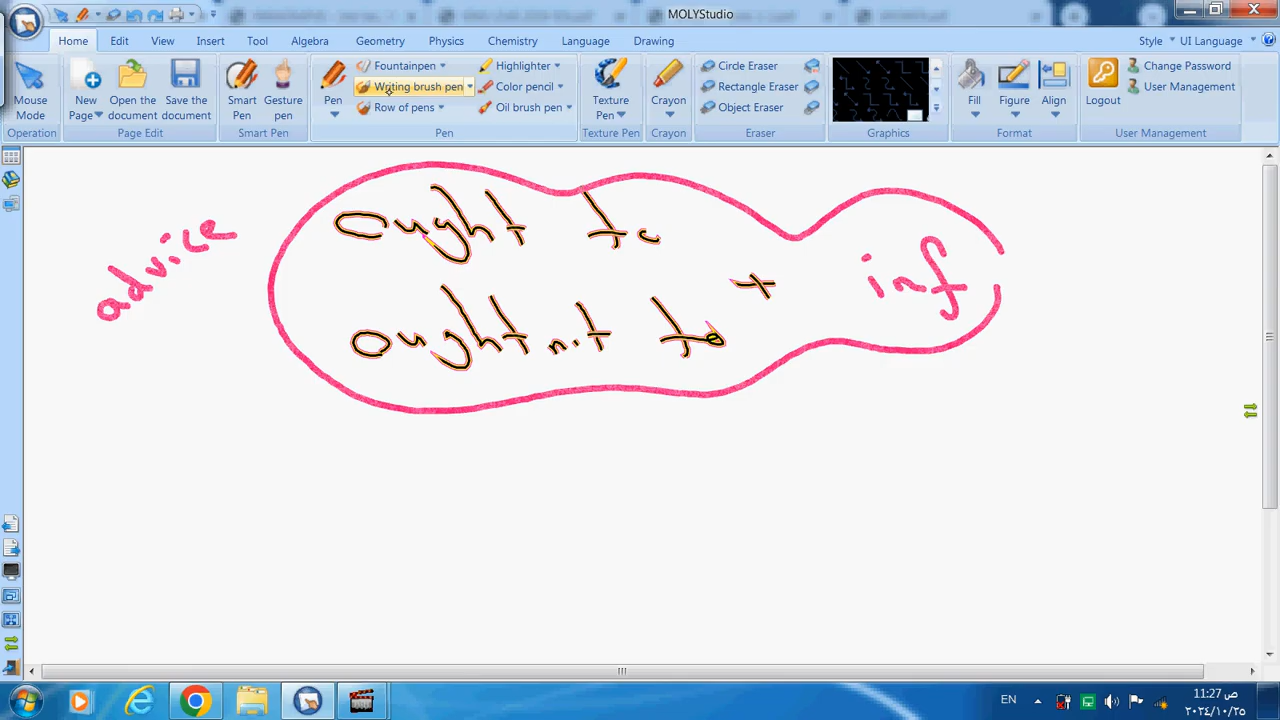 MOLYStudio
Home Edit View Insert Tool Algebra Geometry Physics Chemistry Language Drawing Style UI Language
Mouse Mode
Operation
New Page
Open the document
Save the document
Page Edit
Smart Pen
Gesture pen
Smart Pen
Pen
Fountainpen
Writing brush pen
Row of pens
Highlighter
Color pencil
Oil brush pen
Pen
Texture Pen
Texture Pen
Crayon
Crayon
Circle Eraser
Rectangle Eraser
Object Eraser
Eraser
Graphics
Fill
Figure
Align
Format
Logout
Change Password
User Management
User Management
advice
Ought to
+ inf
ought n't to
EN
11:27 ص
٢٠٢٤/١٠/٢٥